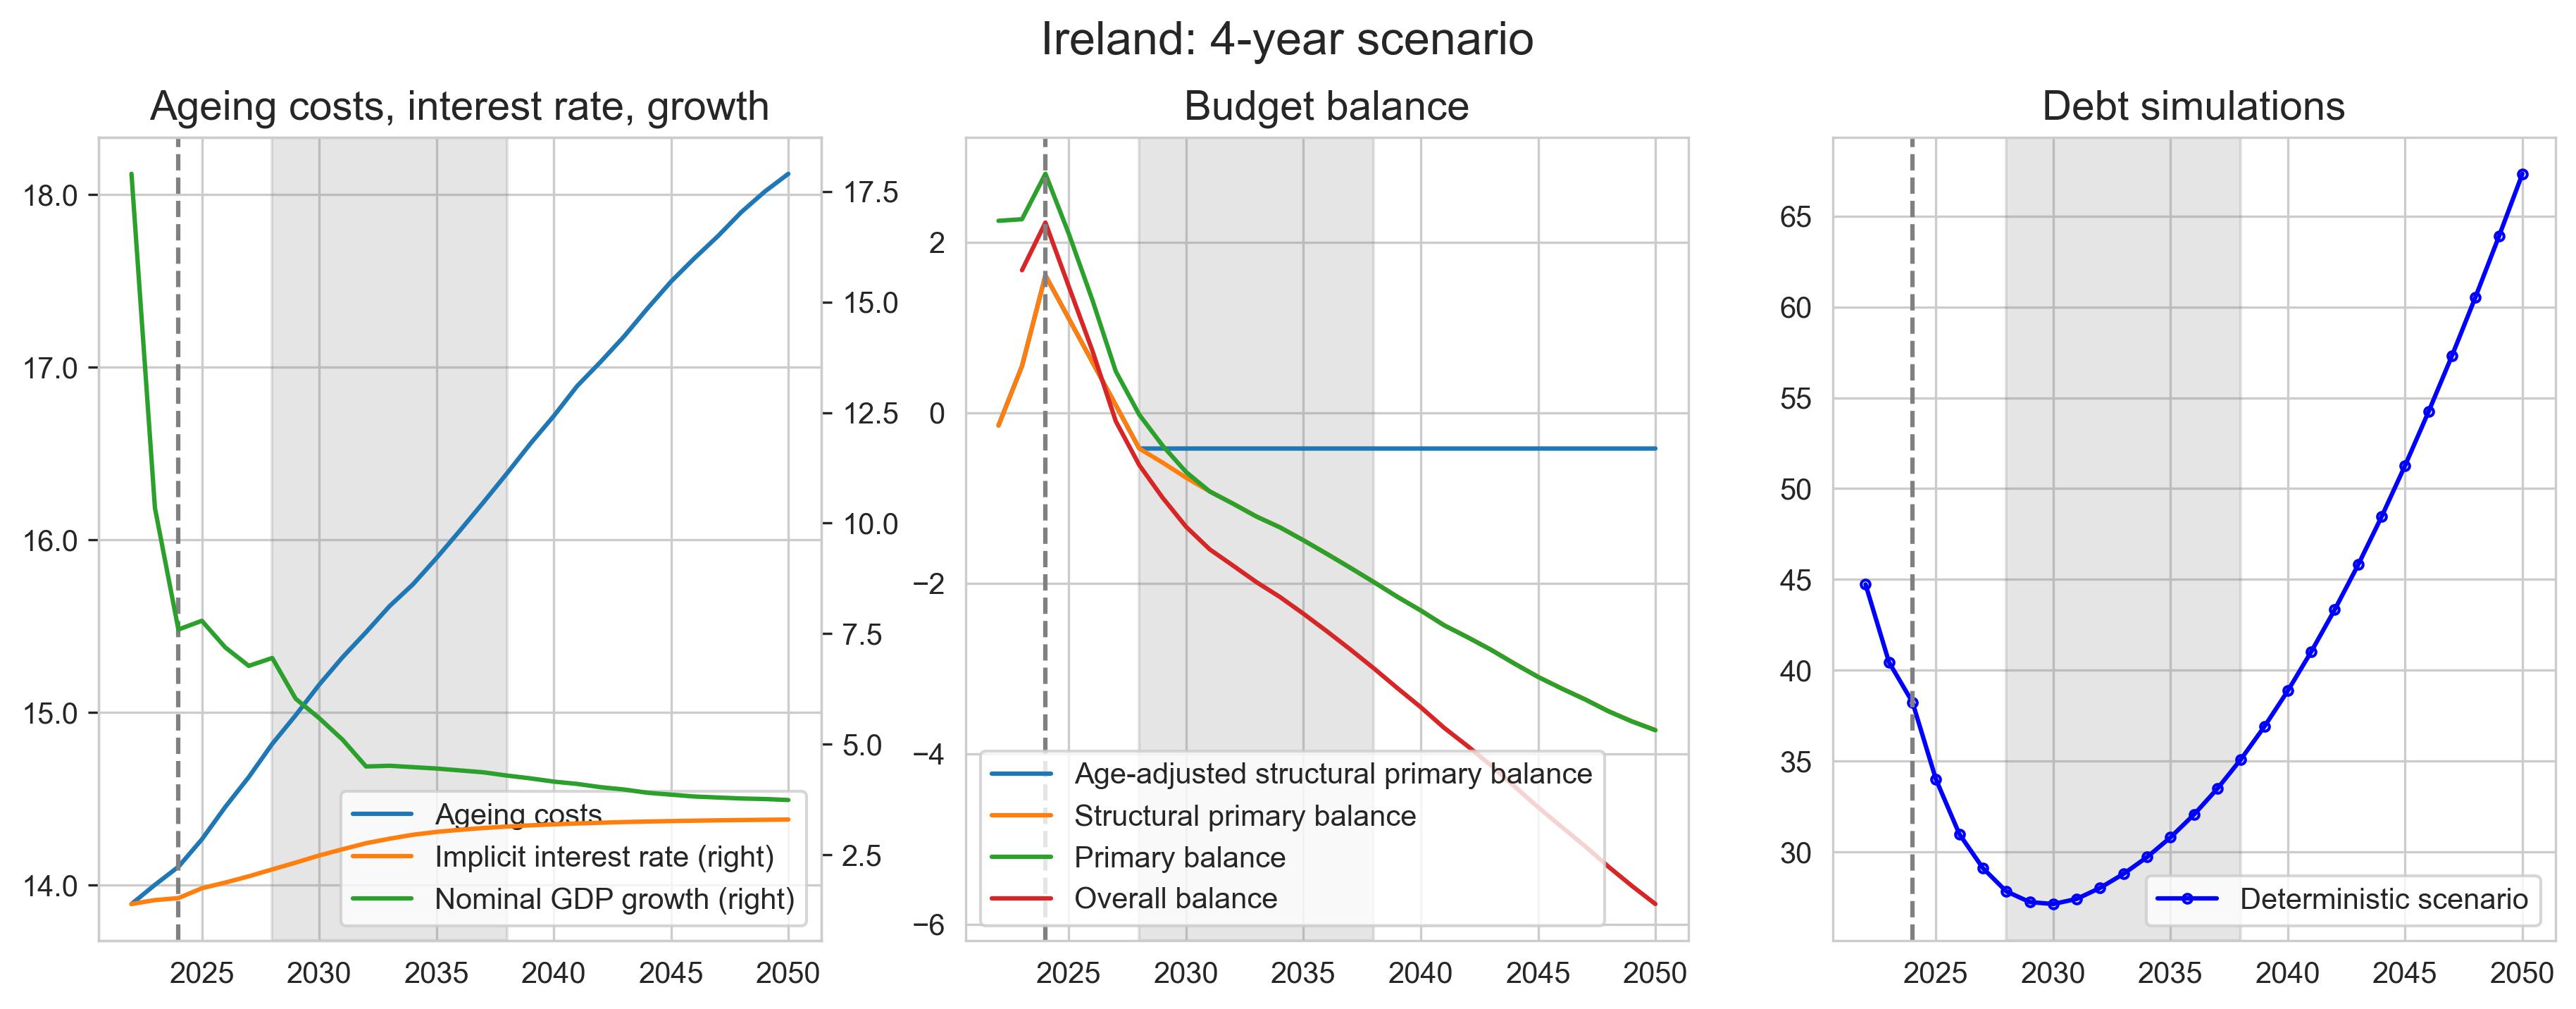 Ireland: 4-year scenario
Ageing costs, interest rate, growth
18.0
17.0
16.0
15.0
14.0
17.5
15.0
12.5
10.0
7.5
5.0
2.5
2025 2030 2035 2040 2045 2050
Ageing costs
Implicit interest rate (right)
Nominal GDP growth (right)
Budget balance
2
0
−2
−4
−6
2025 2030 2035 2040 2045 2050
Age-adjusted structural primary balance
Structural primary balance
Primary balance
Overall balance
Debt simulations
65
60
55
50
45
40
35
30
2025 2030 2035 2040 2045 2050
Deterministic scenario